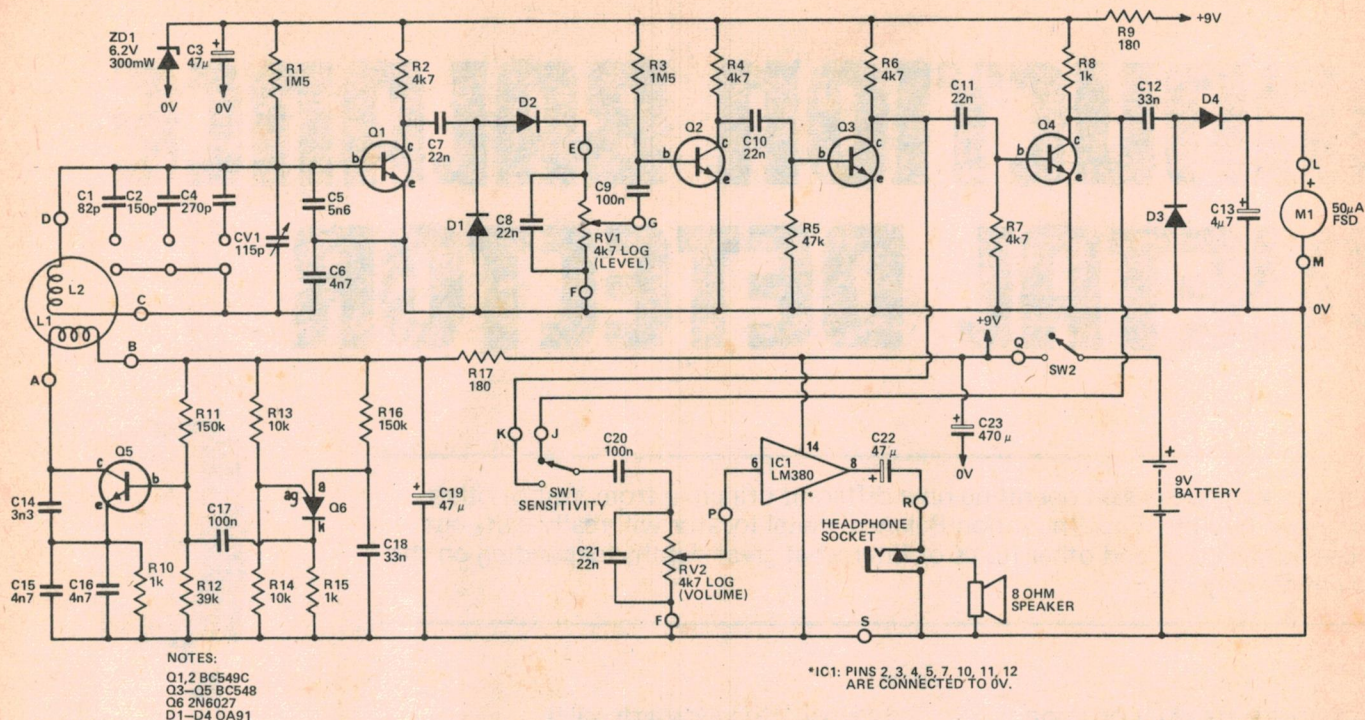 ZD1
6.2V
300mW
C3
47µ
+
0V
0V
R1
1M5
R2
4k7
Q1
b
c
e
C7
22n
D2
D1
C8
22n
E
C9
100n
G
RV1
4k7 LOG
(LEVEL)
F
R3
1M5
R4
4k7
Q2
b
c
e
C10
22n
R5
47k
R6
4k7
Q3
b
c
e
C11
22n
R7
4k7
R8
1k
Q4
b
c
e
R9
180
+9V
C12
33n
D4
D3
C13
4µ7
+
L
+
M1
50µA
FSD
M
0V
D
C1
82p
C2
150p
C4
270p
CV1
115p
C5
5n6
C6
4n7
L2
L1
C
B
A
R17
180
+9V
Q
SW2
R11
150k
R13
10k
R16
150k
Q5
c
b
e
C14
3n3
C15
4n7
C16
4n7
R10
1k
C17
100n
R12
39k
R14
10k
R15
1k
ag
a
k
Q6
C18
33n
+
C19
47µ
K
J
SW1
SENSITIVITY
C20
100n
C21
22n
RV2
4k7 LOG
(VOLUME)
F
P
6
IC1
LM380
14
8
*
C22
47µ
+
R
HEADPHONE
SOCKET
8 OHM
SPEAKER
+
C23
470µ
0V
+
9V
BATTERY
S
NOTES:
Q1,2 BC549C
Q3–Q5 BC548
Q6 2N6027
D1–D4 OA91
*IC1: PINS 2, 3, 4, 5, 7, 10, 11, 12
ARE CONNECTED TO 0V.